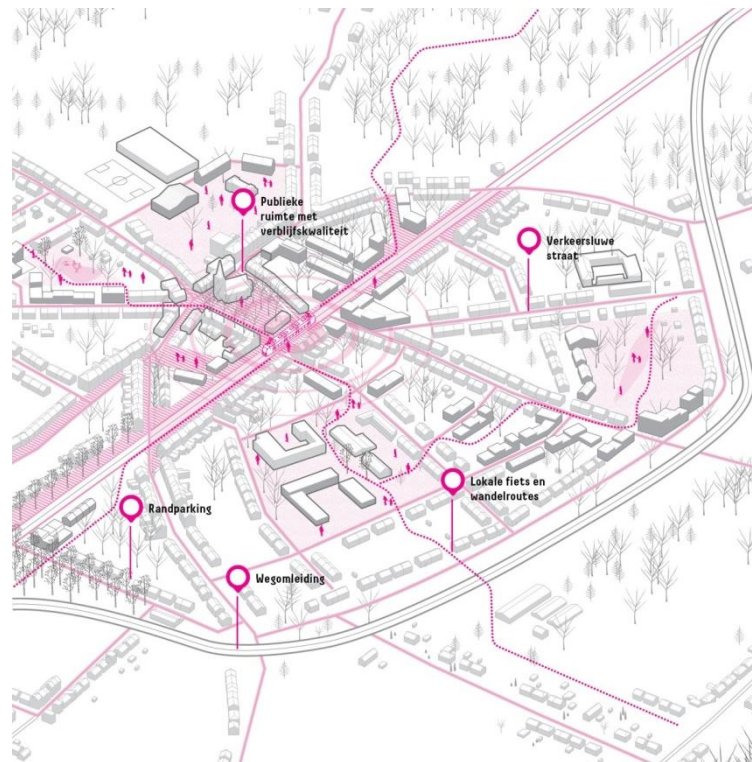 Publieke
ruimte met
verblijfskwaliteit
Verkeersluwe
straat
Lokale fiets en
wandelroutes
Randparking
Wegomleiding